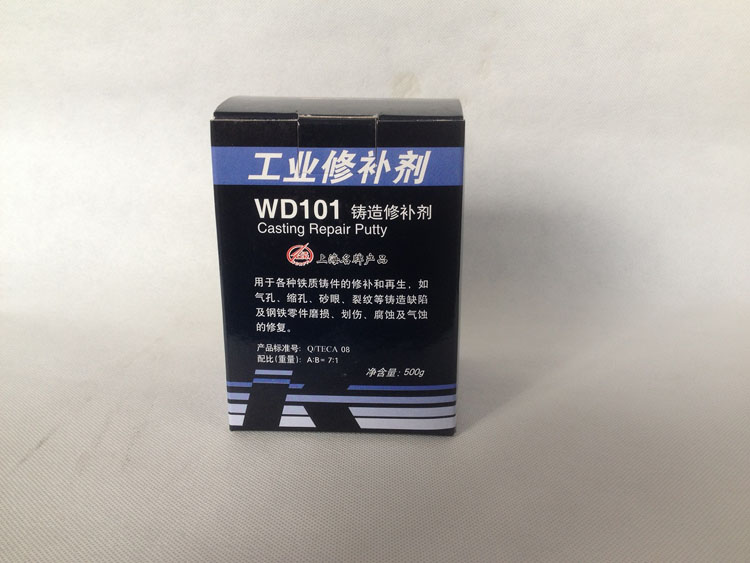 工业修补剂
WD101 铸造修补剂
Casting Repair Putty
上海名牌产品
用于各种铁质铸件的修补和再生，如
气孔、缩孔、砂眼、裂纹等铸造缺陷
及钢铁零件磨损、划伤、腐蚀及气蚀
的修复。
产品标准号: Q/TECA 08
配比(重量): A:B= 7:1
净含量: 500g